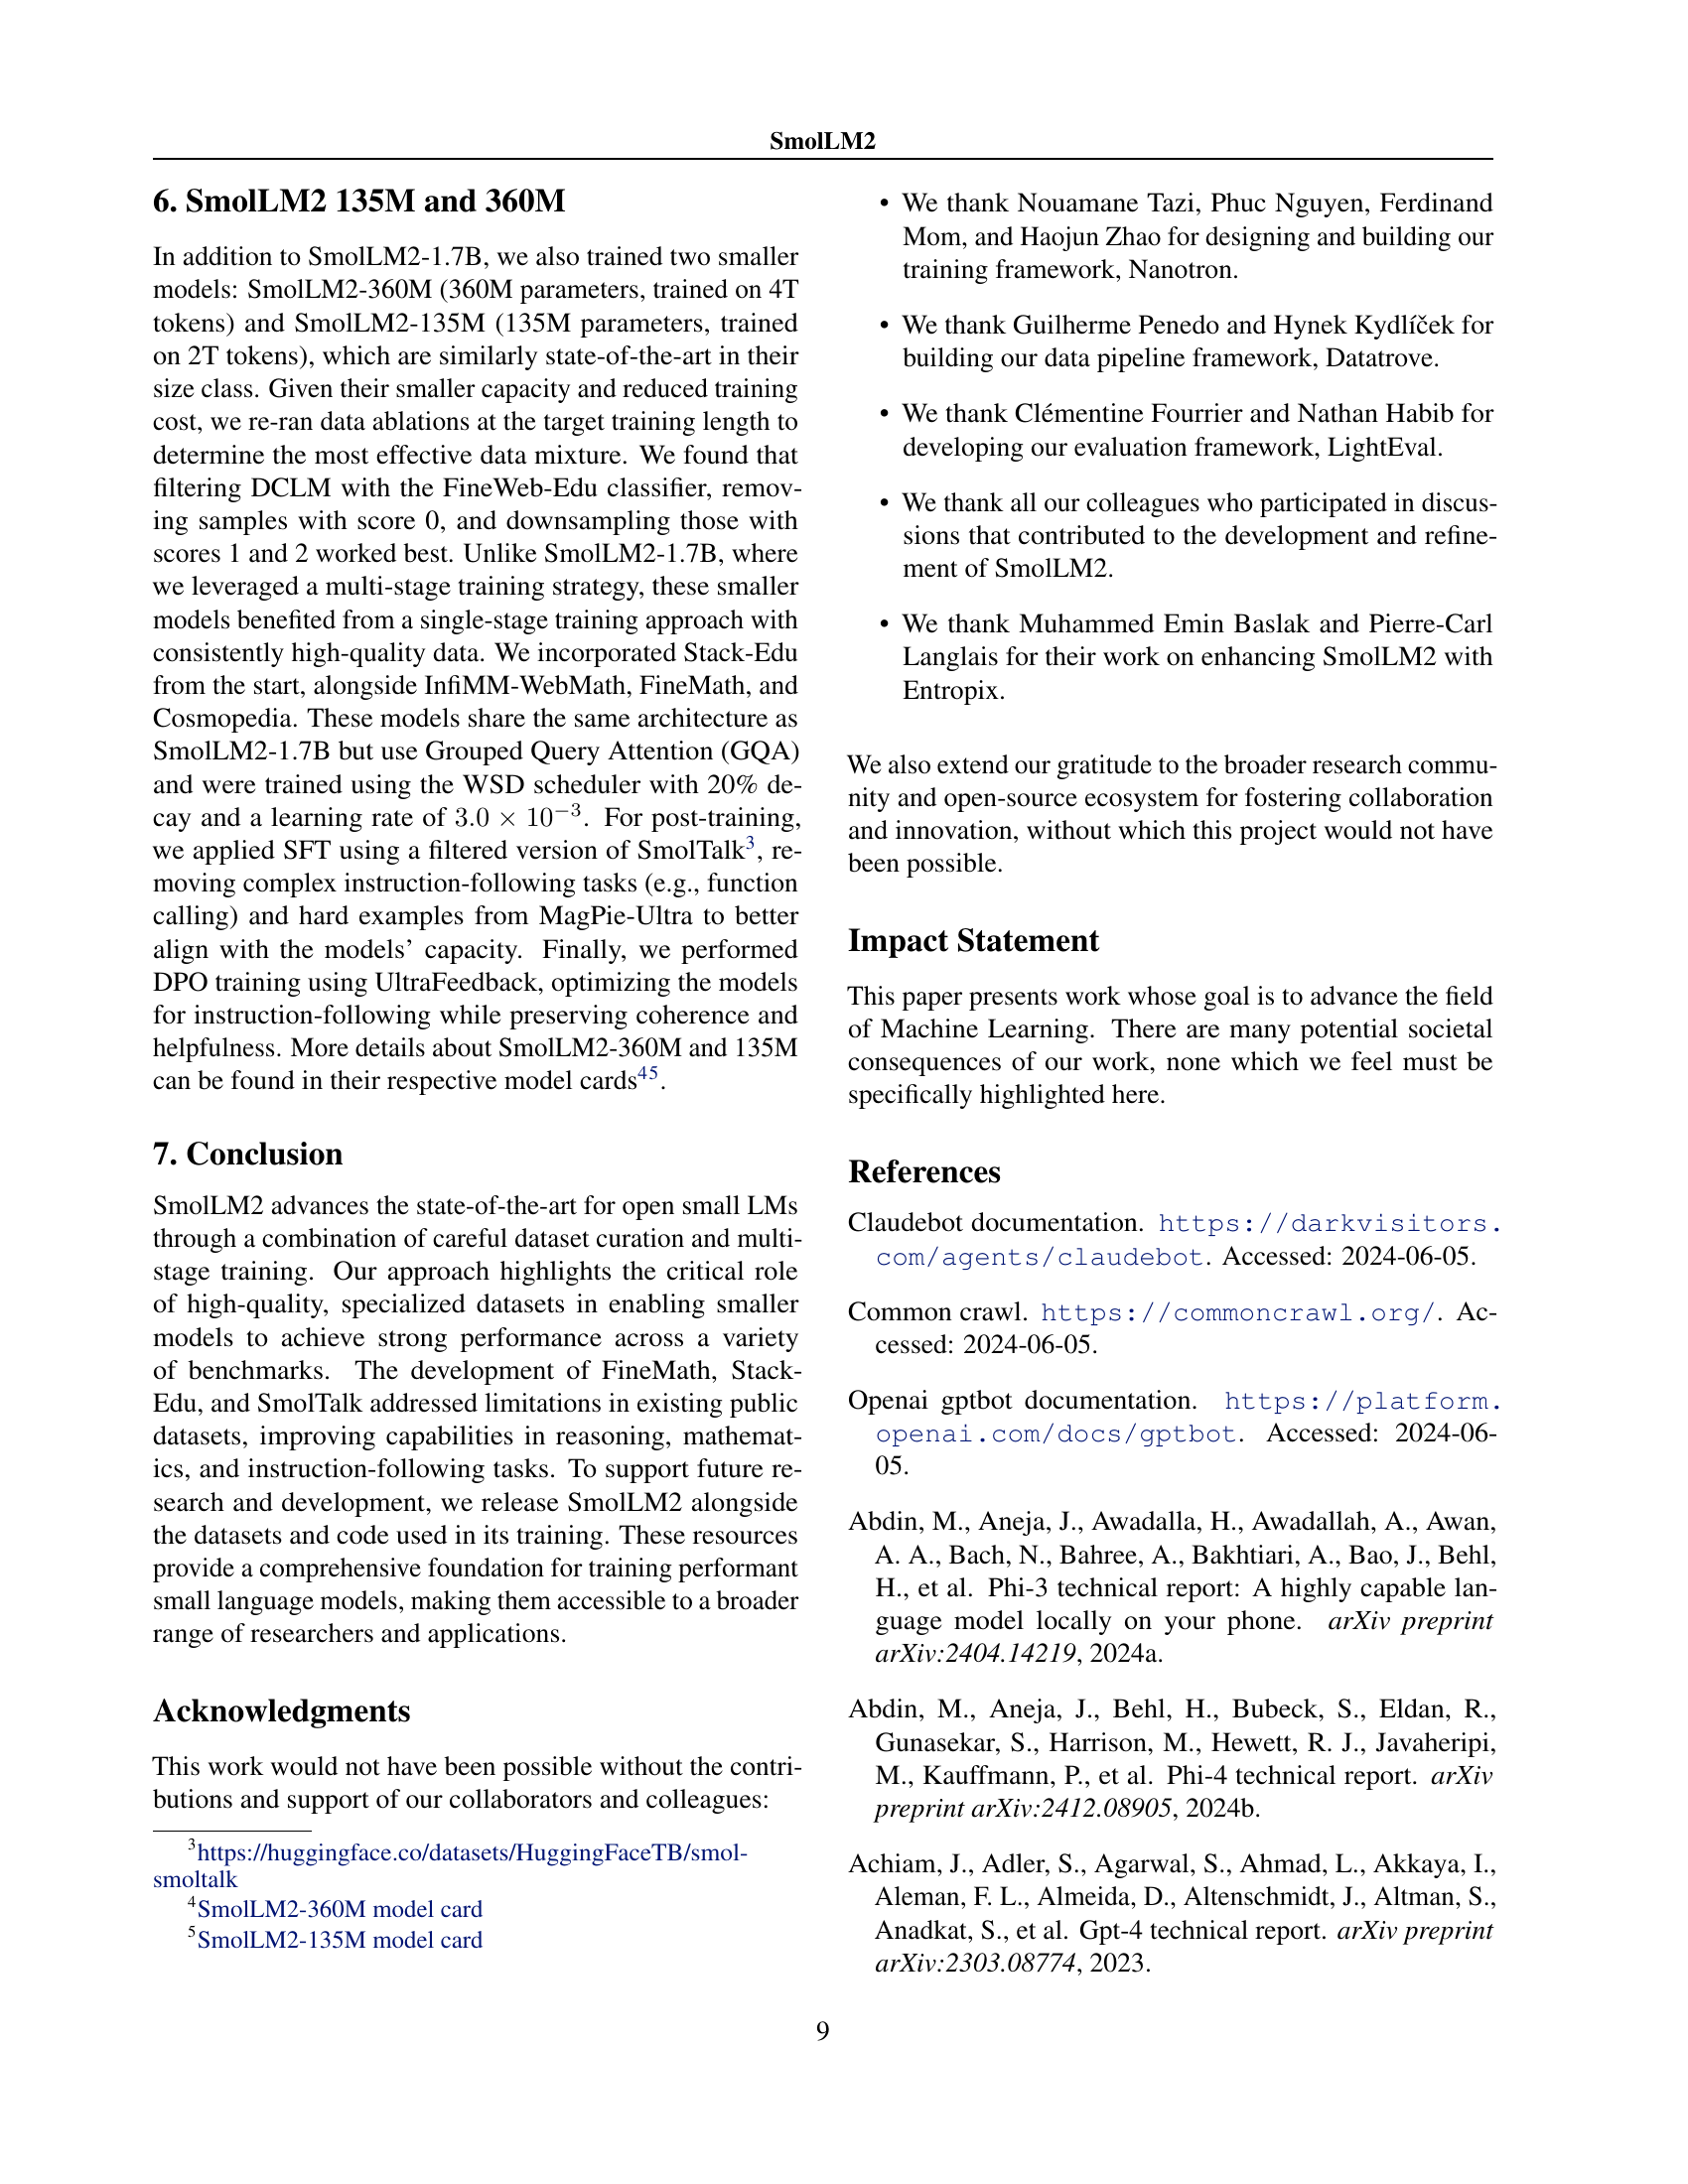 SmolLM2
6. SmolLM2 135M and 360M
In addition to SmolLM2-1.7B, we also trained two smaller
models: SmolLM2-360M (360M parameters, trained on 4T
tokens) and SmolLM2-135M (135M parameters, trained
on 2T tokens), which are similarly state-of-the-art in their
size class. Given their smaller capacity and reduced training
cost, we re-ran data ablations at the target training length to
determine the most effective data mixture. We found that
filtering DCLM with the FineWeb-Edu classifier, remov-
ing samples with score 0, and downsampling those with
scores 1 and 2 worked best. Unlike SmolLM2-1.7B, where
we leveraged a multi-stage training strategy, these smaller
models benefited from a single-stage training approach with
consistently high-quality data. We incorporated Stack-Edu
from the start, alongside InfiMM-WebMath, FineMath, and
Cosmopedia. These models share the same architecture as
SmolLM2-1.7B but use Grouped Query Attention (GQA)
and were trained using the WSD scheduler with 20% de-
cay and a learning rate of 3.0 × 10⁻³. For post-training,
we applied SFT using a filtered version of SmolTalk³, re-
moving complex instruction-following tasks (e.g., function
calling) and hard examples from MagPie-Ultra to better
align with the models’ capacity. Finally, we performed
DPO training using UltraFeedback, optimizing the models
for instruction-following while preserving coherence and
helpfulness. More details about SmolLM2-360M and 135M
can be found in their respective model cards⁴⁵.
7. Conclusion
SmolLM2 advances the state-of-the-art for open small LMs
through a combination of careful dataset curation and multi-
stage training. Our approach highlights the critical role
of high-quality, specialized datasets in enabling smaller
models to achieve strong performance across a variety
of benchmarks. The development of FineMath, Stack-
Edu, and SmolTalk addressed limitations in existing public
datasets, improving capabilities in reasoning, mathemat-
ics, and instruction-following tasks. To support future re-
search and development, we release SmolLM2 alongside
the datasets and code used in its training. These resources
provide a comprehensive foundation for training performant
small language models, making them accessible to a broader
range of researchers and applications.
Acknowledgments
This work would not have been possible without the contri-
butions and support of our collaborators and colleagues:
³https://huggingface.co/datasets/HuggingFaceTB/smol-
smoltalk
⁴SmolLM2-360M model card
⁵SmolLM2-135M model card
• We thank Nouamane Tazi, Phuc Nguyen, Ferdinand
Mom, and Haojun Zhao for designing and building our
training framework, Nanotron.
• We thank Guilherme Penedo and Hynek Kydlíček for
building our data pipeline framework, Datatrove.
• We thank Clémentine Fourrier and Nathan Habib for
developing our evaluation framework, LightEval.
• We thank all our colleagues who participated in discus-
sions that contributed to the development and refine-
ment of SmolLM2.
• We thank Muhammed Emin Baslak and Pierre-Carl
Langlais for their work on enhancing SmolLM2 with
Entropix.
We also extend our gratitude to the broader research commu-
nity and open-source ecosystem for fostering collaboration
and innovation, without which this project would not have
been possible.
Impact Statement
This paper presents work whose goal is to advance the field
of Machine Learning. There are many potential societal
consequences of our work, none which we feel must be
specifically highlighted here.
References
Claudebot documentation. https://darkvisitors.
com/agents/claudebot. Accessed: 2024-06-05.
Common crawl. https://commoncrawl.org/. Ac-
cessed: 2024-06-05.
Openai gptbot documentation. https://platform.
openai.com/docs/gptbot. Accessed: 2024-06-
05.
Abdin, M., Aneja, J., Awadalla, H., Awadallah, A., Awan,
A. A., Bach, N., Bahree, A., Bakhtiari, A., Bao, J., Behl,
H., et al. Phi-3 technical report: A highly capable lan-
guage model locally on your phone. arXiv preprint
arXiv:2404.14219, 2024a.
Abdin, M., Aneja, J., Behl, H., Bubeck, S., Eldan, R.,
Gunasekar, S., Harrison, M., Hewett, R. J., Javaheripi,
M., Kauffmann, P., et al. Phi-4 technical report. arXiv
preprint arXiv:2412.08905, 2024b.
Achiam, J., Adler, S., Agarwal, S., Ahmad, L., Akkaya, I.,
Aleman, F. L., Almeida, D., Altenschmidt, J., Altman, S.,
Anadkat, S., et al. Gpt-4 technical report. arXiv preprint
arXiv:2303.08774, 2023.
9